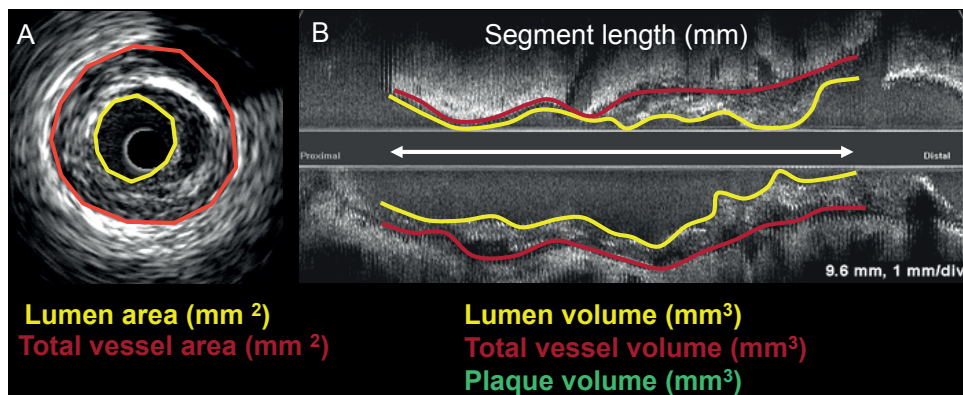 A
B
Segment length (mm)
Proximal
Distal
9.6 mm, 1 mm/div
Lumen area (mm ²)
Total vessel area (mm ²)
Lumen volume (mm³)
Total vessel volume (mm³)
Plaque volume (mm³)